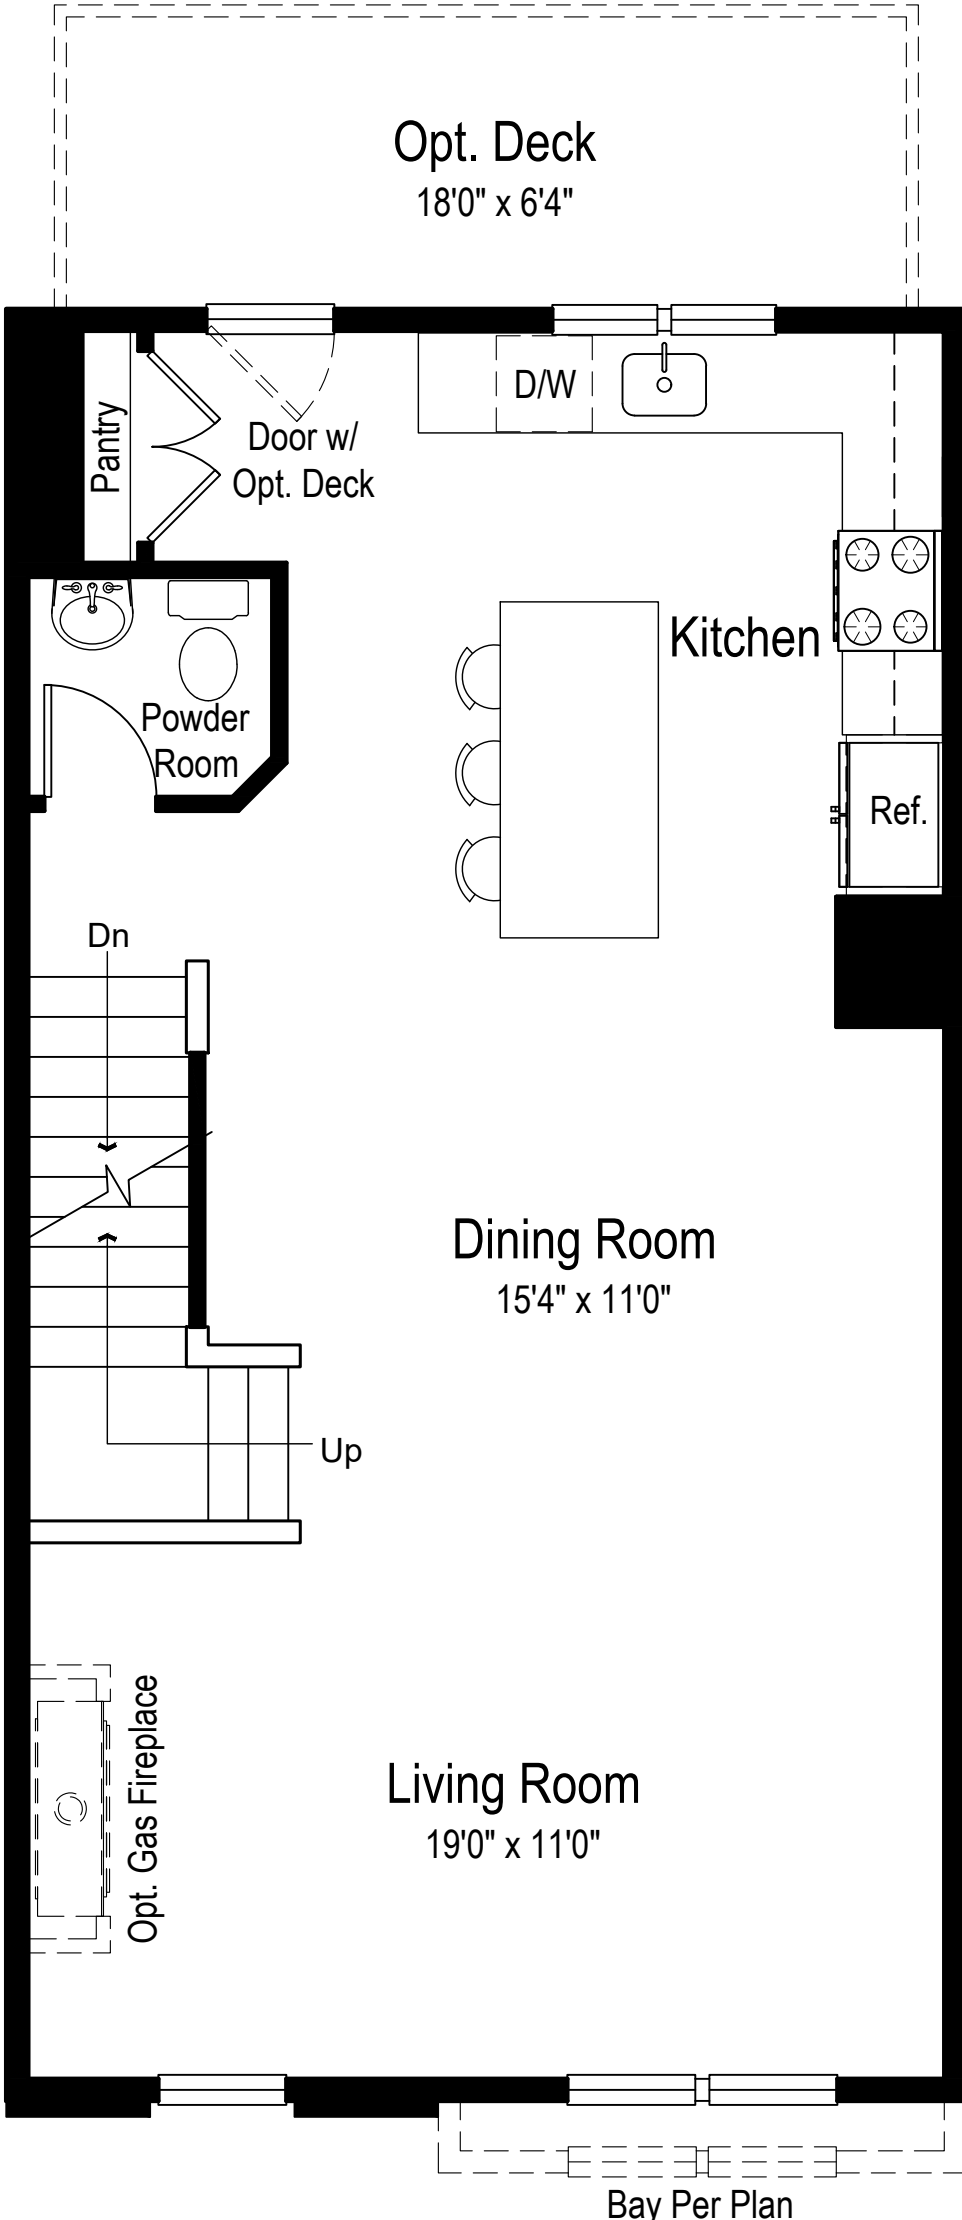 Opt. Deck
18'0" x 6'4"
D/W
Pantry
Door w/
Opt. Deck
Kitchen
Powder
Room
Ref.
Dn
Dining Room
15'4" x 11'0"
Up
Opt. Gas Fireplace
Living Room
19'0" x 11'0"
Bay Per Plan